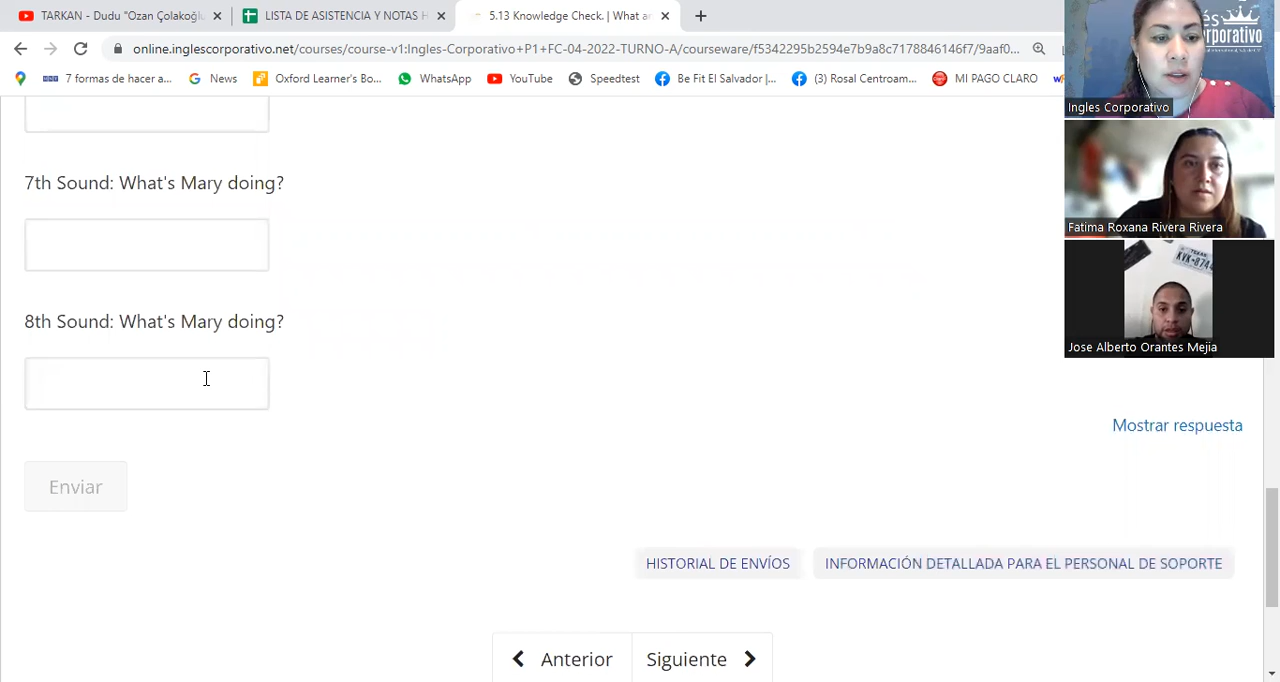 TARKAN - Dudu "Ozan Çolakoğlu
LISTA DE ASISTENCIA Y NOTAS H
5.13 Knowledge Check. | What ar
online.inglescorporativo.net/courses/course-v1:Ingles-Corporativo+P1+FC-04-2022-TURNO-A/courseware/f5342295b2594e7b9a8c7178846146f7/9aaf0...
7 formas de hacer a...
News
Oxford Learner's Bo...
WhatsApp
YouTube
Speedtest
Be Fit El Salvador |...
(3) Rosal Centroam...
MI PAGO CLARO
Ingles Corporativo
7th Sound: What's Mary doing?
Fatima Roxana Rivera Rivera
8th Sound: What's Mary doing?
Jose Alberto Orantes Mejia
Mostrar respuesta
Enviar
HISTORIAL DE ENVÍOS
INFORMACIÓN DETALLADA PARA EL PERSONAL DE SOPORTE
Anterior
Siguiente